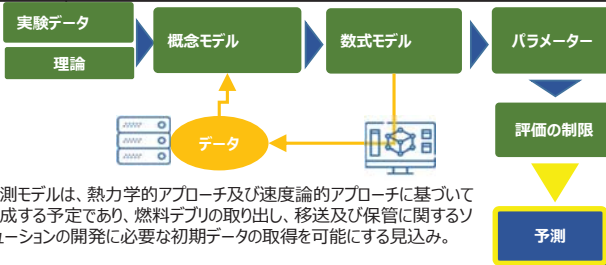 実験データ
理論
概念モデル
数式モデル
パラメーター
データ
評価の制限
予測
測モデルは、熱力学的アプローチ及び速度論的アプローチに基づいて
成する予定であり、燃料デブリの取り出し、移送及び保管に関するソ
ューションの開発に必要な初期データの取得を可能にする見込み。